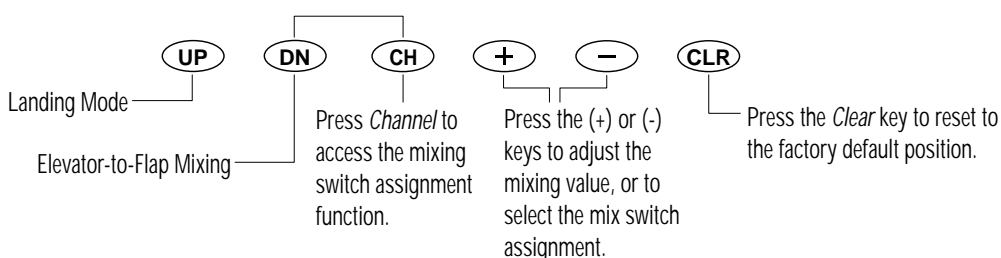 UP DN CH + − CLR
Landing Mode
Elevator-to-Flap Mixing
Press Channel to
access the mixing
switch assignment
function.
Press the (+) or (-)
keys to adjust the
mixing value, or to
select the mix switch
assignment.
Press the Clear key to reset to
the factory default position.